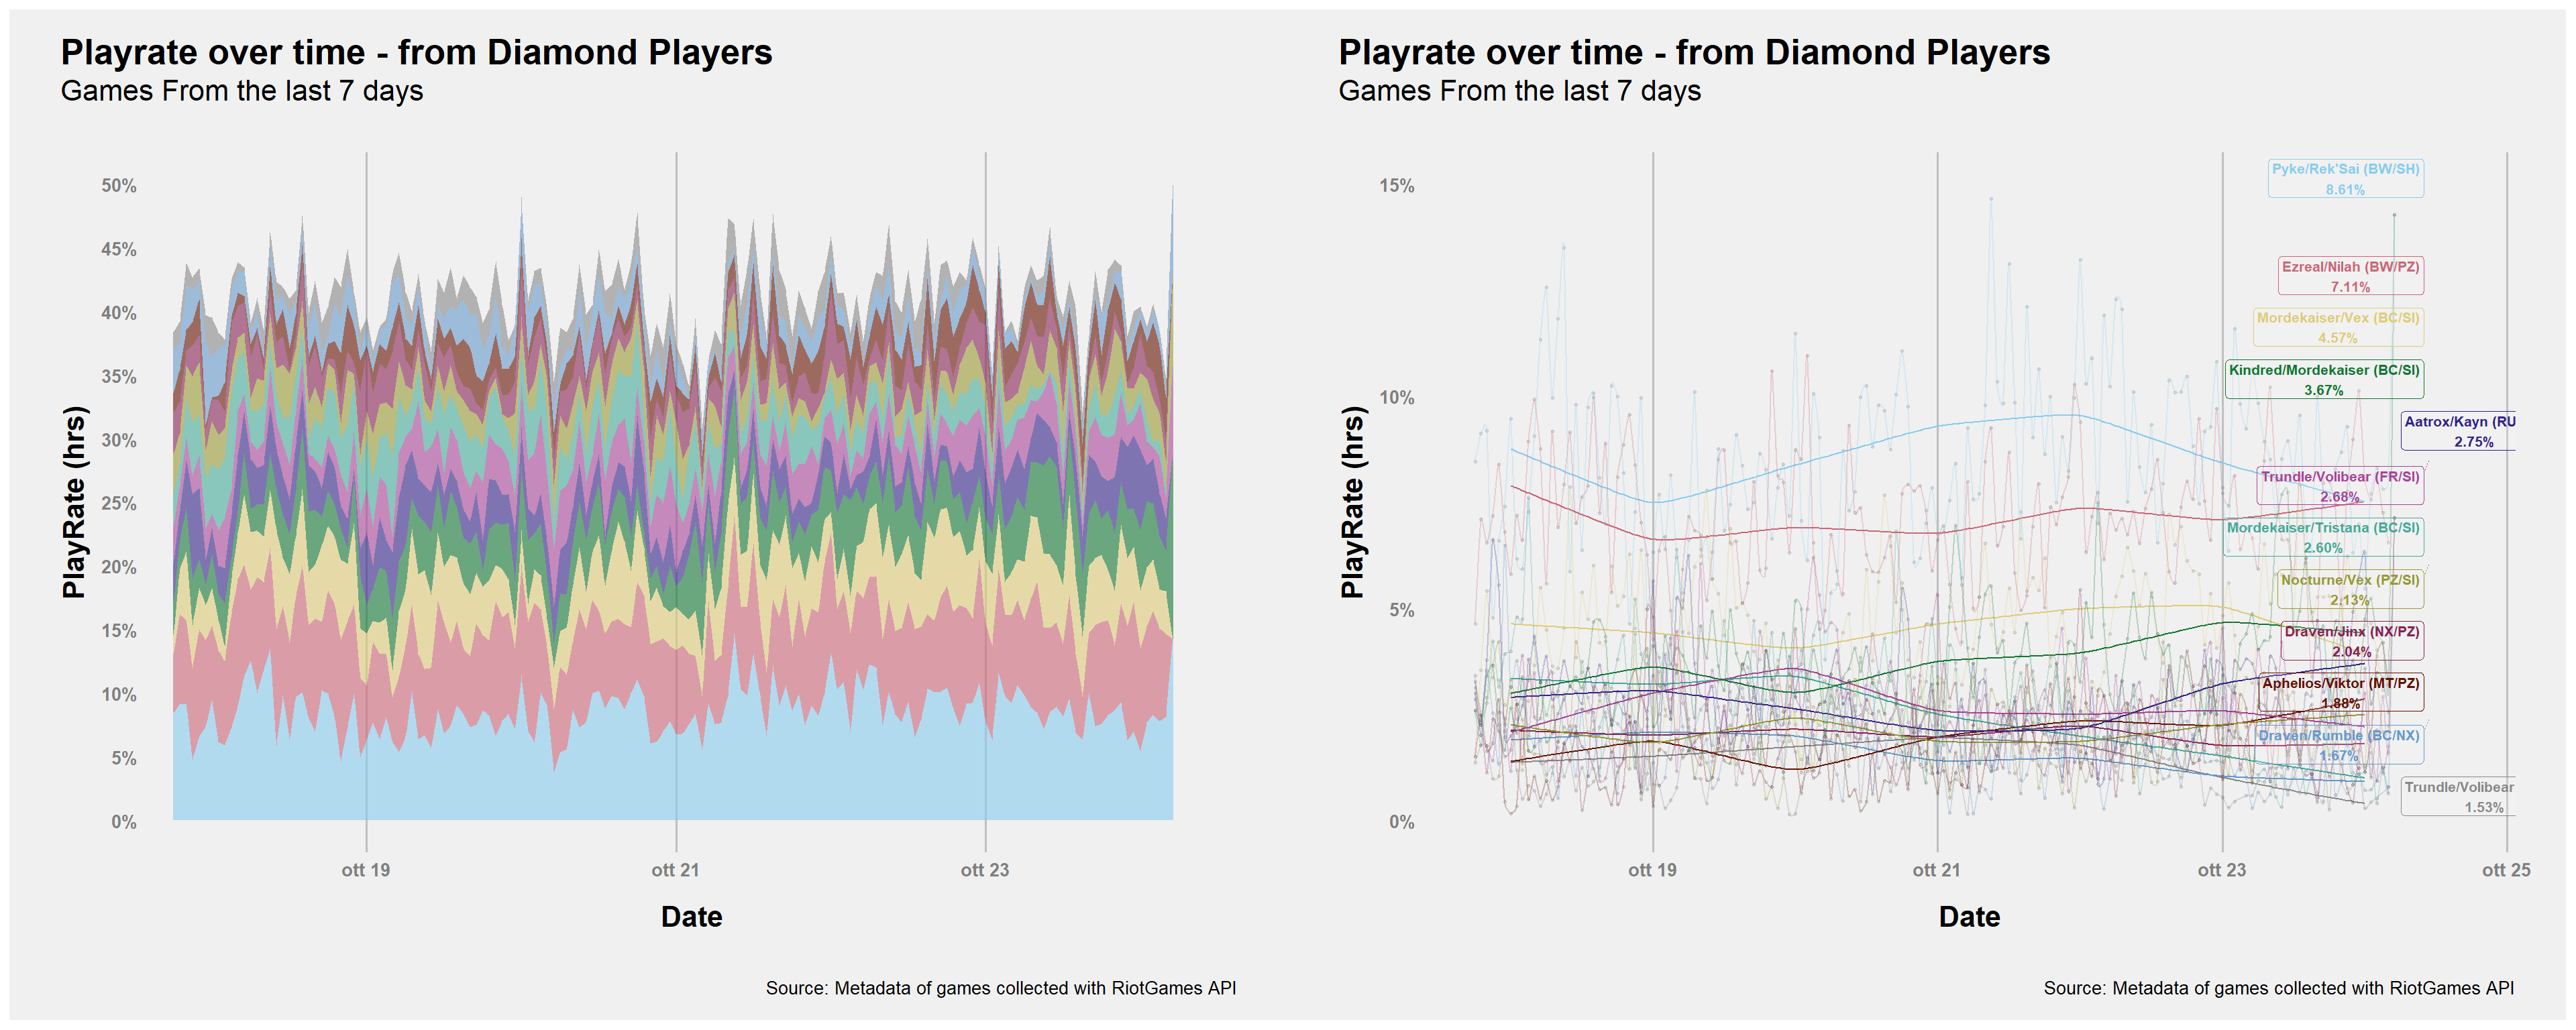 Playrate over time - from Diamond Players
Games From the last 7 days
50%
45%
40%
35%
30%
25%
20%
15%
10%
5%
0%
PlayRate (hrs)
ott 19
ott 21
ott 23
Date
Source: Metadata of games collected with RiotGames API
Playrate over time - from Diamond Players
Games From the last 7 days
15%
10%
5%
0%
PlayRate (hrs)
Pyke/Rek'Sai (BW/SH)
8.61%
Ezreal/Nilah (BW/PZ)
7.11%
Mordekaiser/Vex (BC/SI)
4.57%
Kindred/Mordekaiser (BC/SI)
3.67%
Aatrox/Kayn (RU
2.75%
Trundle/Volibear (FR/SI)
2.68%
Mordekaiser/Tristana (BC/SI)
2.60%
Nocturne/Vex (PZ/SI)
2.13%
Draven/Jinx (NX/PZ)
2.04%
Aphelios/Viktor (MT/PZ)
1.88%
Draven/Rumble (BC/NX)
1.67%
Trundle/Volibear
1.53%
ott 19
ott 21
ott 23
ott 25
Date
Source: Metadata of games collected with RiotGames API